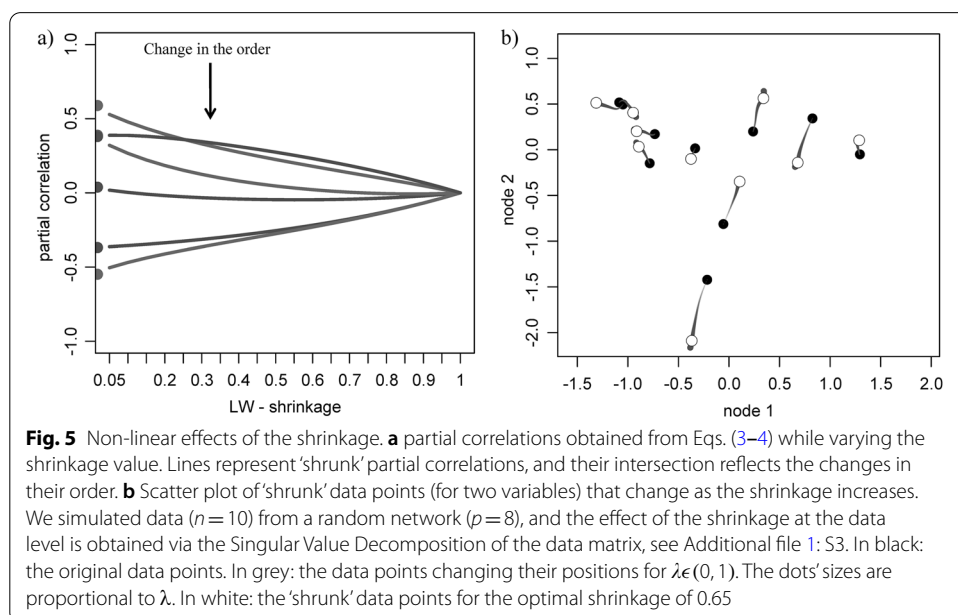 a)
Change in the order
1.0
0.5
0.0
-0.5
-1.0
partial correlation
0.05 0.2 0.3 0.4 0.5 0.6 0.7 0.8 0.9 1
LW - shrinkage
b)
1.0
0.5
0.0
-0.5
-1.0
-1.5
-2.0
node 2
-1.5 -1.0 -0.5 0.0 0.5 1.0 1.5 2.0
node 1
Fig. 5 Non-linear effects of the shrinkage. a partial correlations obtained from Eqs. (3–4) while varying the
shrinkage value. Lines represent ‘shrunk’ partial correlations, and their intersection reflects the changes in
their order. b Scatter plot of ‘shrunk’ data points (for two variables) that change as the shrinkage increases.
We simulated data (n = 10) from a random network (p = 8), and the effect of the shrinkage at the data
level is obtained via the Singular Value Decomposition of the data matrix, see Additional file 1: S3. In black:
the original data points. In grey: the data points changing their positions for λϵ(0, 1). The dots’ sizes are
proportional to λ. In white: the ‘shrunk’ data points for the optimal shrinkage of 0.65